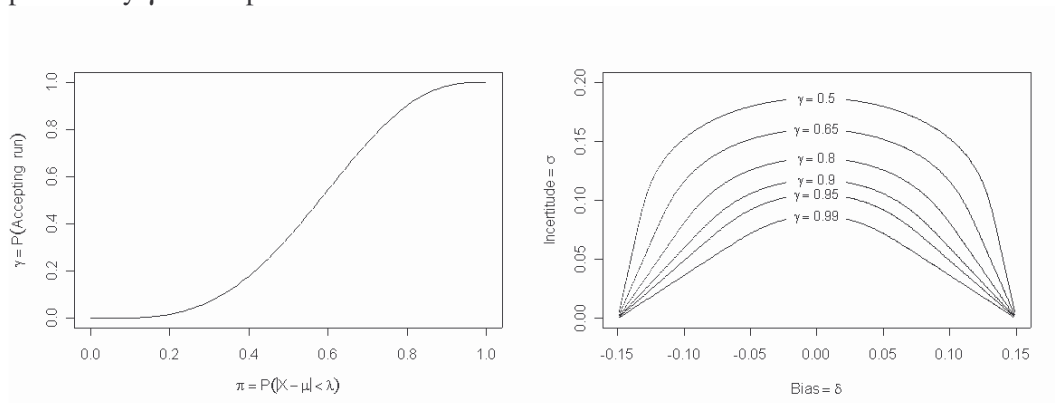 γ = P(Accepting run)
1.0
0.8
0.6
0.4
0.2
0.0
0.0 0.2 0.4 0.6 0.8 1.0
π = P(|X − μ| < λ)
Incertitude = σ
0.20
0.15
0.10
0.05
0.00
γ = 0.5
γ = 0.65
γ = 0.8
γ = 0.9
γ = 0.95
γ = 0.99
-0.15 -0.10 -0.05 0.00 0.05 0.10 0.15
Bias = δ